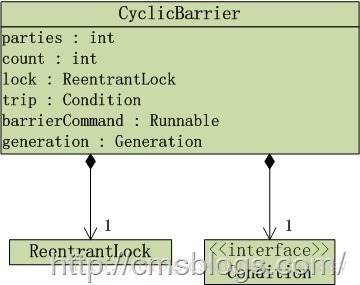 CyclicBarrier
parties : int
count : int
lock : ReentrantLock
trip : Condition
barrierCommand : Runnable
generation : Generation
1
1
ReentrantLock
<<interface>>
Condition
http://cmsblogs.com/